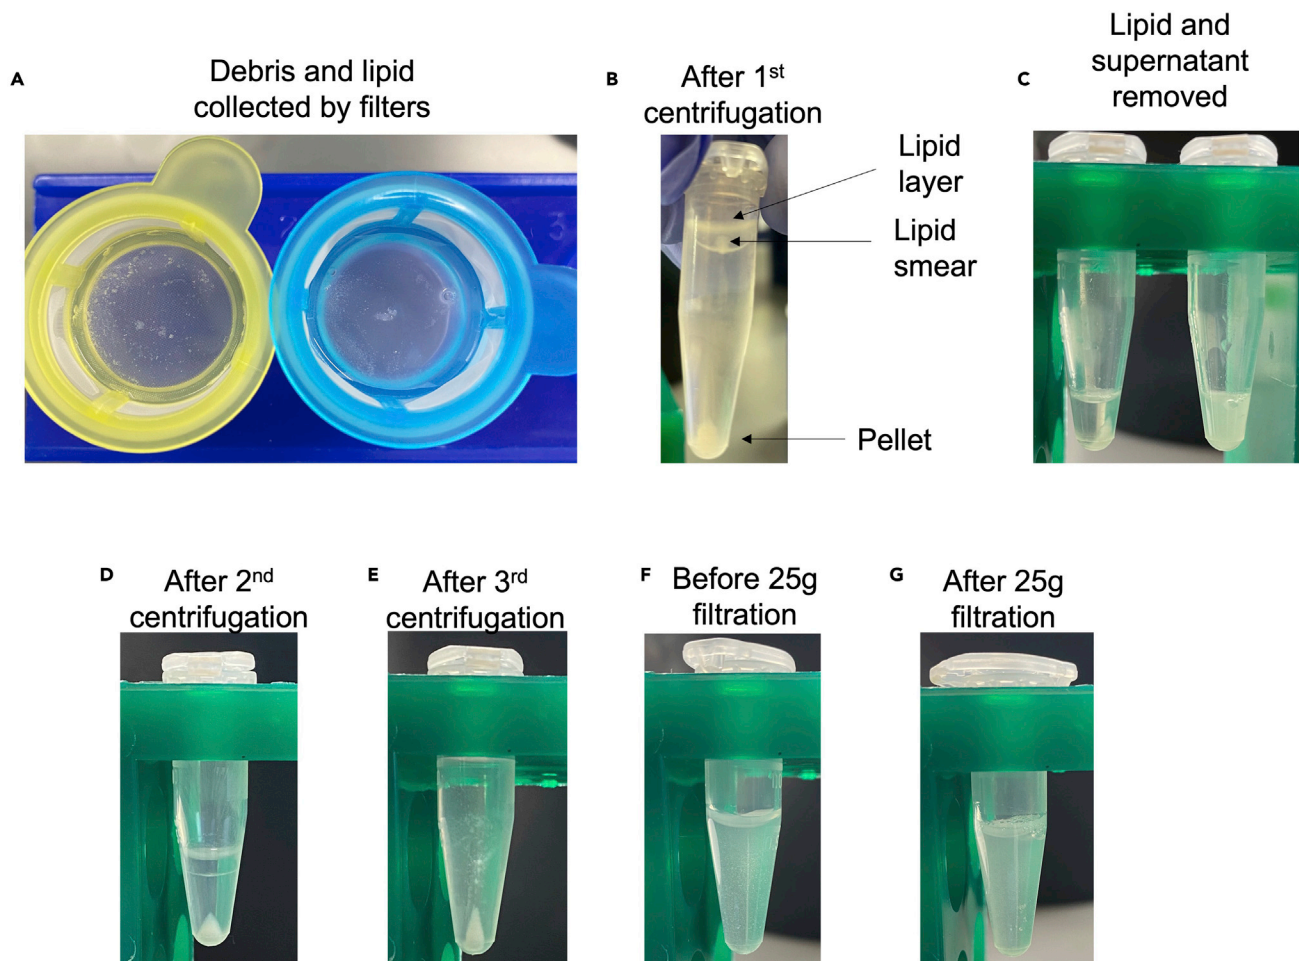 A
Debris and lipid
collected by filters
B
After 1st
centrifugation
Lipid
layer
Lipid
smear
Pellet
C
Lipid and
supernatant
removed
D
After 2nd
centrifugation
E
After 3rd
centrifugation
F
Before 25g
filtration
G
After 25g
filtration